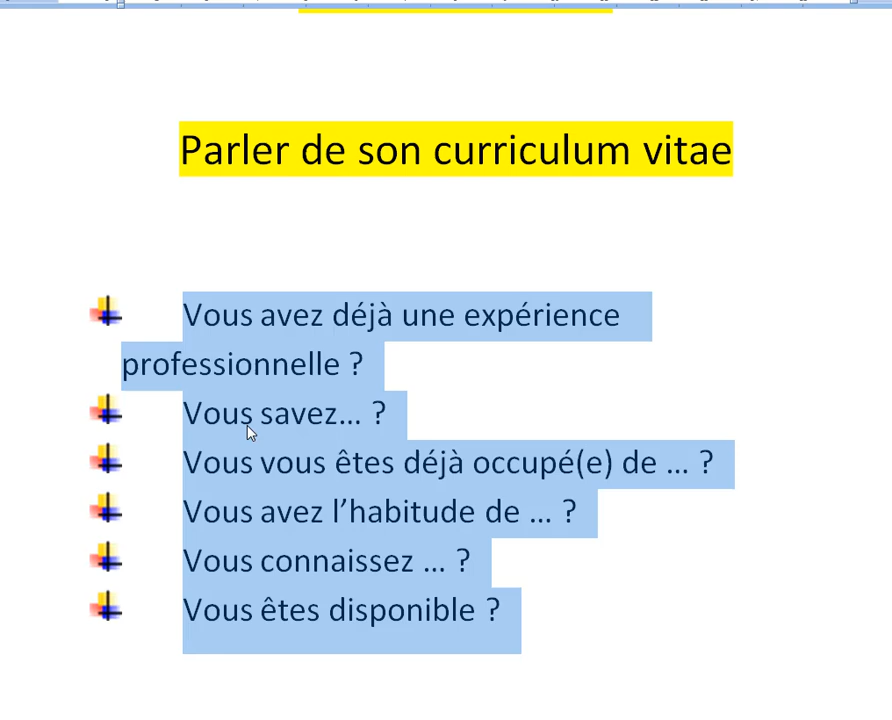 Parler de son curriculum vitae
Vous avez déjà une expérience
professionnelle ?
Vous savez... ?
Vous vous êtes déjà occupé(e) de ... ?
Vous avez l’habitude de ... ?
Vous connaissez ... ?
Vous êtes disponible ?